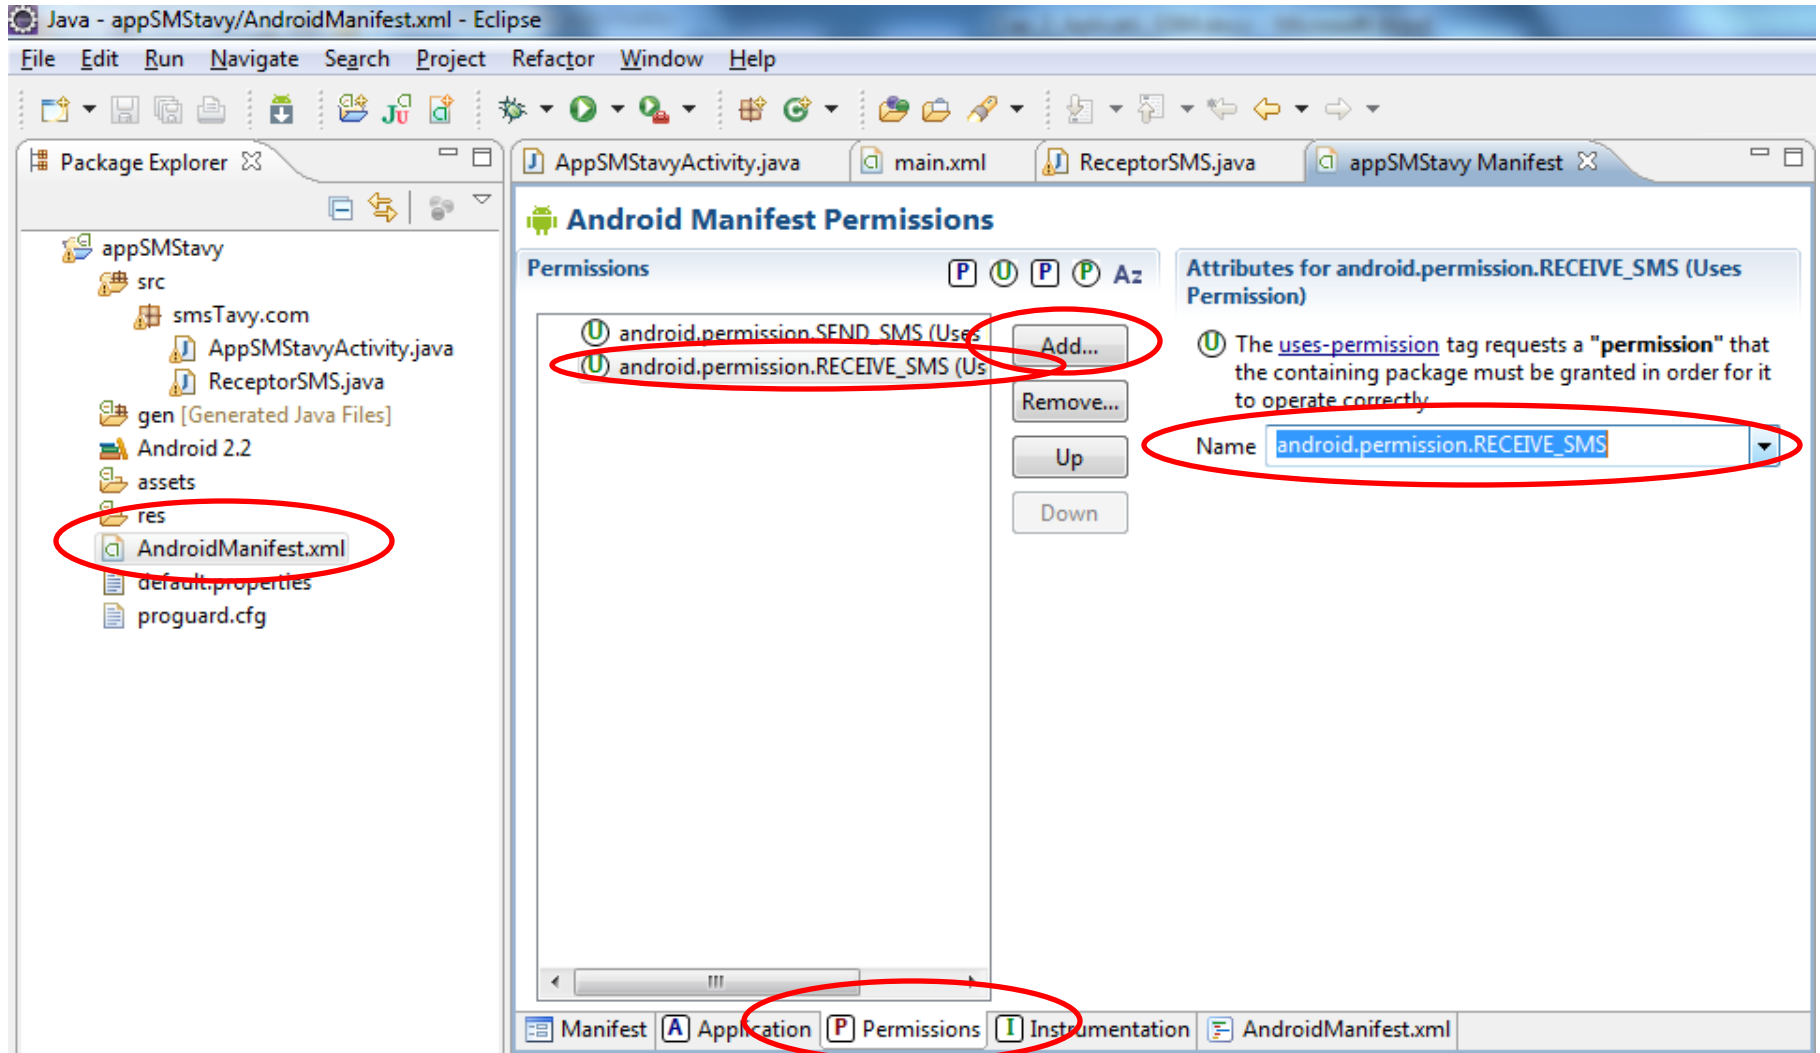 Java - appSMStavy/AndroidManifest.xml - Eclipse
File Edit Run Navigate Search Project Refactor Window Help
Package Explorer
AppSMStavyActivity.java
main.xml
ReceptorSMS.java
appSMStavy Manifest
appSMStavy
src
smsTavy.com
AppSMStavyActivity.java
ReceptorSMS.java
gen [Generated Java Files]
Android 2.2
assets
res
AndroidManifest.xml
default.properties
proguard.cfg
Android Manifest Permissions
Permissions
P U P P Az
U android.permission.SEND_SMS (Uses
U android.permission.RECEIVE_SMS (Us
Add...
Remove...
Up
Down
Attributes for android.permission.RECEIVE_SMS (Uses
Permission)
U The uses-permission tag requests a "permission" that
the containing package must be granted in order for it
to operate correctly
Name android.permission.RECEIVE_SMS
Manifest A Application P Permissions I Instrumentation AndroidManifest.xml